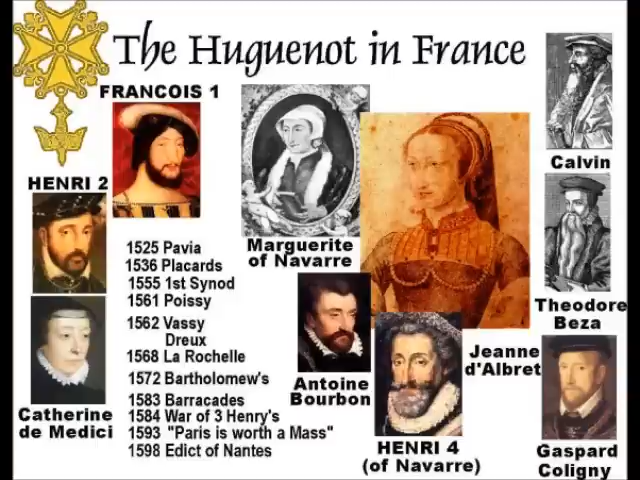 The Huguenot in France
FRANCOIS 1
HENRI 2
Calvin
Marguerite
of Navarre
1525 Pavia
1536 Placards
1555 1st Synod
1561 Poissy
1562 Vassy
Dreux
1568 La Rochelle
1572 Bartholomew's
1583 Barracades
1584 War of 3 Henry's
1593 "Paris is worth a Mass"
1598 Edict of Nantes
Theodore
Beza
Jeanne
d'Albret
Antoine
Bourbon
Catherine
de Medici
HENRI 4
(of Navarre)
Gaspard
Coligny